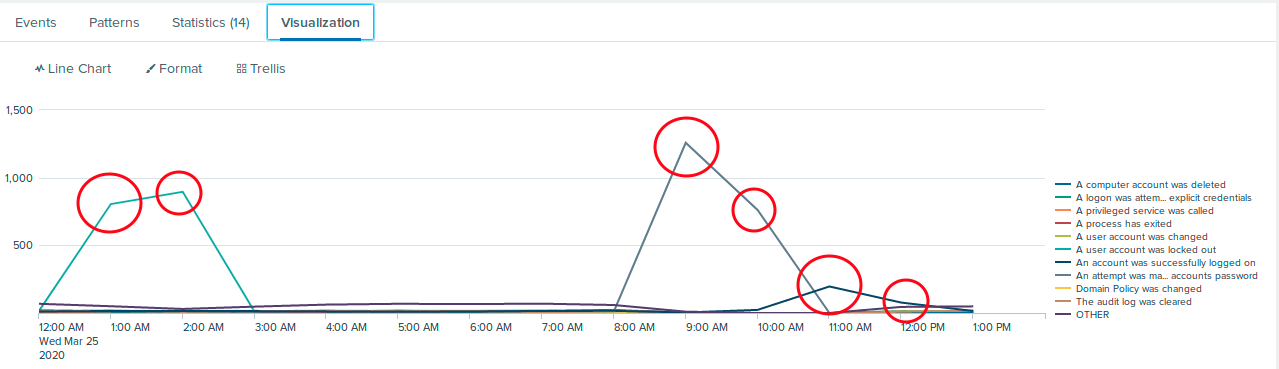 Events Patterns Statistics (14) Visualization
Line Chart Format Trellis
1,500
1,000
500
12:00 AM 1:00 AM 2:00 AM 3:00 AM 4:00 AM 5:00 AM 6:00 AM 7:00 AM 8:00 AM 9:00 AM 10:00 AM 11:00 AM 12:00 PM 1:00 PM
Wed Mar 25
2020
A computer account was deleted
A logon was attem... explicit credentials
A privileged service was called
A process has exited
A user account was changed
A user account was locked out
An account was successfully logged on
An attempt was ma... accounts password
Domain Policy was changed
The audit log was cleared
OTHER